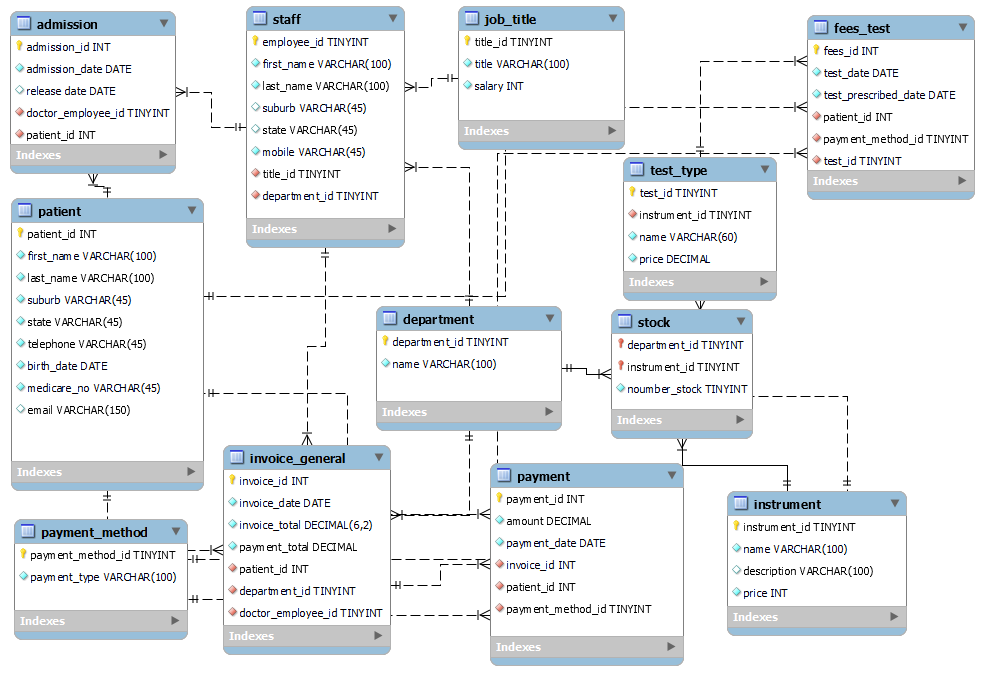 admission
admission_id INT
admission_date DATE
release date DATE
doctor_employee_id TINYINT
patient_id INT
Indexes
staff
employee_id TINYINT
first_name VARCHAR(100)
last_name VARCHAR(100)
suburb VARCHAR(45)
state VARCHAR(45)
mobile VARCHAR(45)
title_id TINYINT
department_id TINYINT
Indexes
job_title
title_id TINYINT
title VARCHAR(100)
salary INT
Indexes
fees_test
fees_id INT
test_date DATE
test_prescribed_date DATE
patient_id INT
payment_method_id TINYINT
test_id TINYINT
Indexes
test_type
test_id TINYINT
instrument_id TINYINT
name VARCHAR(60)
price DECIMAL
Indexes
patient
patient_id INT
first_name VARCHAR(100)
last_name VARCHAR(100)
suburb VARCHAR(45)
state VARCHAR(45)
telephone VARCHAR(45)
birth_date DATE
medicare_no VARCHAR(45)
email VARCHAR(150)
Indexes
department
department_id TINYINT
name VARCHAR(100)
Indexes
stock
department_id TINYINT
instrument_id TINYINT
noumber_stock TINYINT
Indexes
invoice_general
invoice_id INT
invoice_date DATE
invoice_total DECIMAL(6,2)
payment_total DECIMAL
patient_id INT
department_id TINYINT
doctor_employee_id TINYINT
Indexes
payment
payment_id INT
amount DECIMAL
payment_date DATE
invoice_id INT
patient_id INT
payment_method_id TINYINT
Indexes
instrument
instrument_id TINYINT
name VARCHAR(100)
description VARCHAR(100)
price INT
Indexes
payment_method
payment_method_id TINYINT
payment_type VARCHAR(100)
Indexes